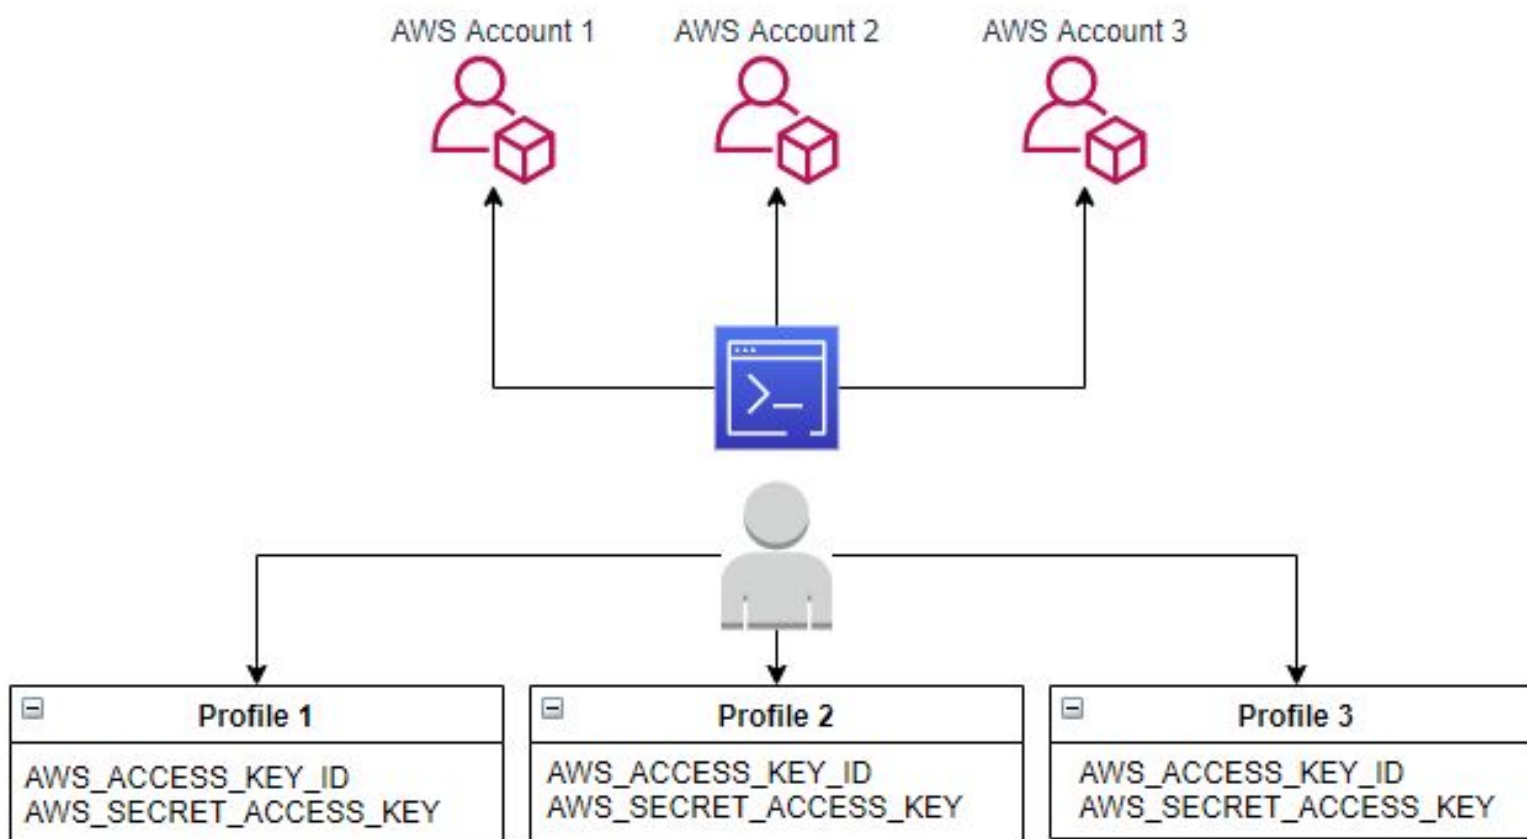 AWS Account 1
AWS Account 2
AWS Account 3
Profile 1
AWS_ACCESS_KEY_ID
AWS_SECRET_ACCESS_KEY
Profile 2
AWS_ACCESS_KEY_ID
AWS_SECRET_ACCESS_KEY
Profile 3
AWS_ACCESS_KEY_ID
AWS_SECRET_ACCESS_KEY